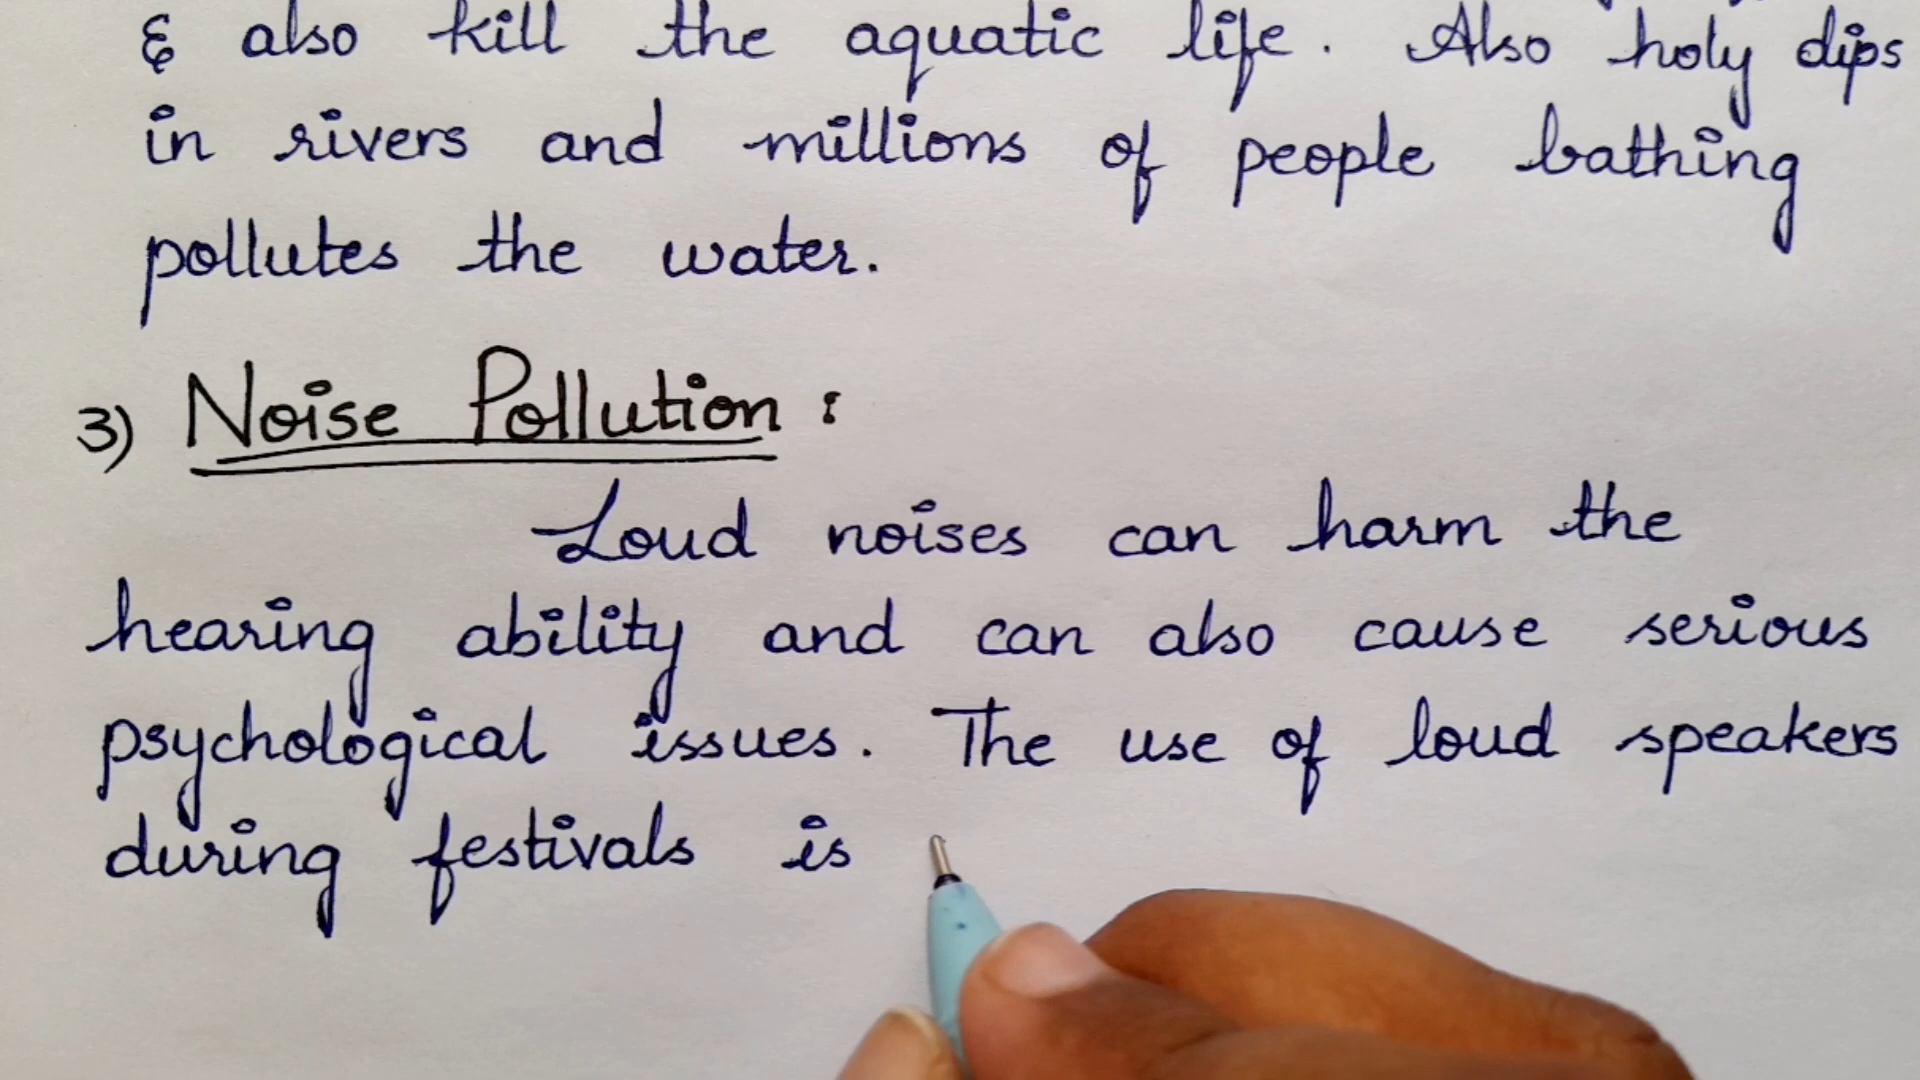 & also kill the aquatic life. Also holy dips
in rivers and millions of people bathing
pollutes the water.
3) Noise Pollution:
Loud noises can harm the
hearing ability and can also cause serious
psychological issues. The use of loud speakers
during festivals is